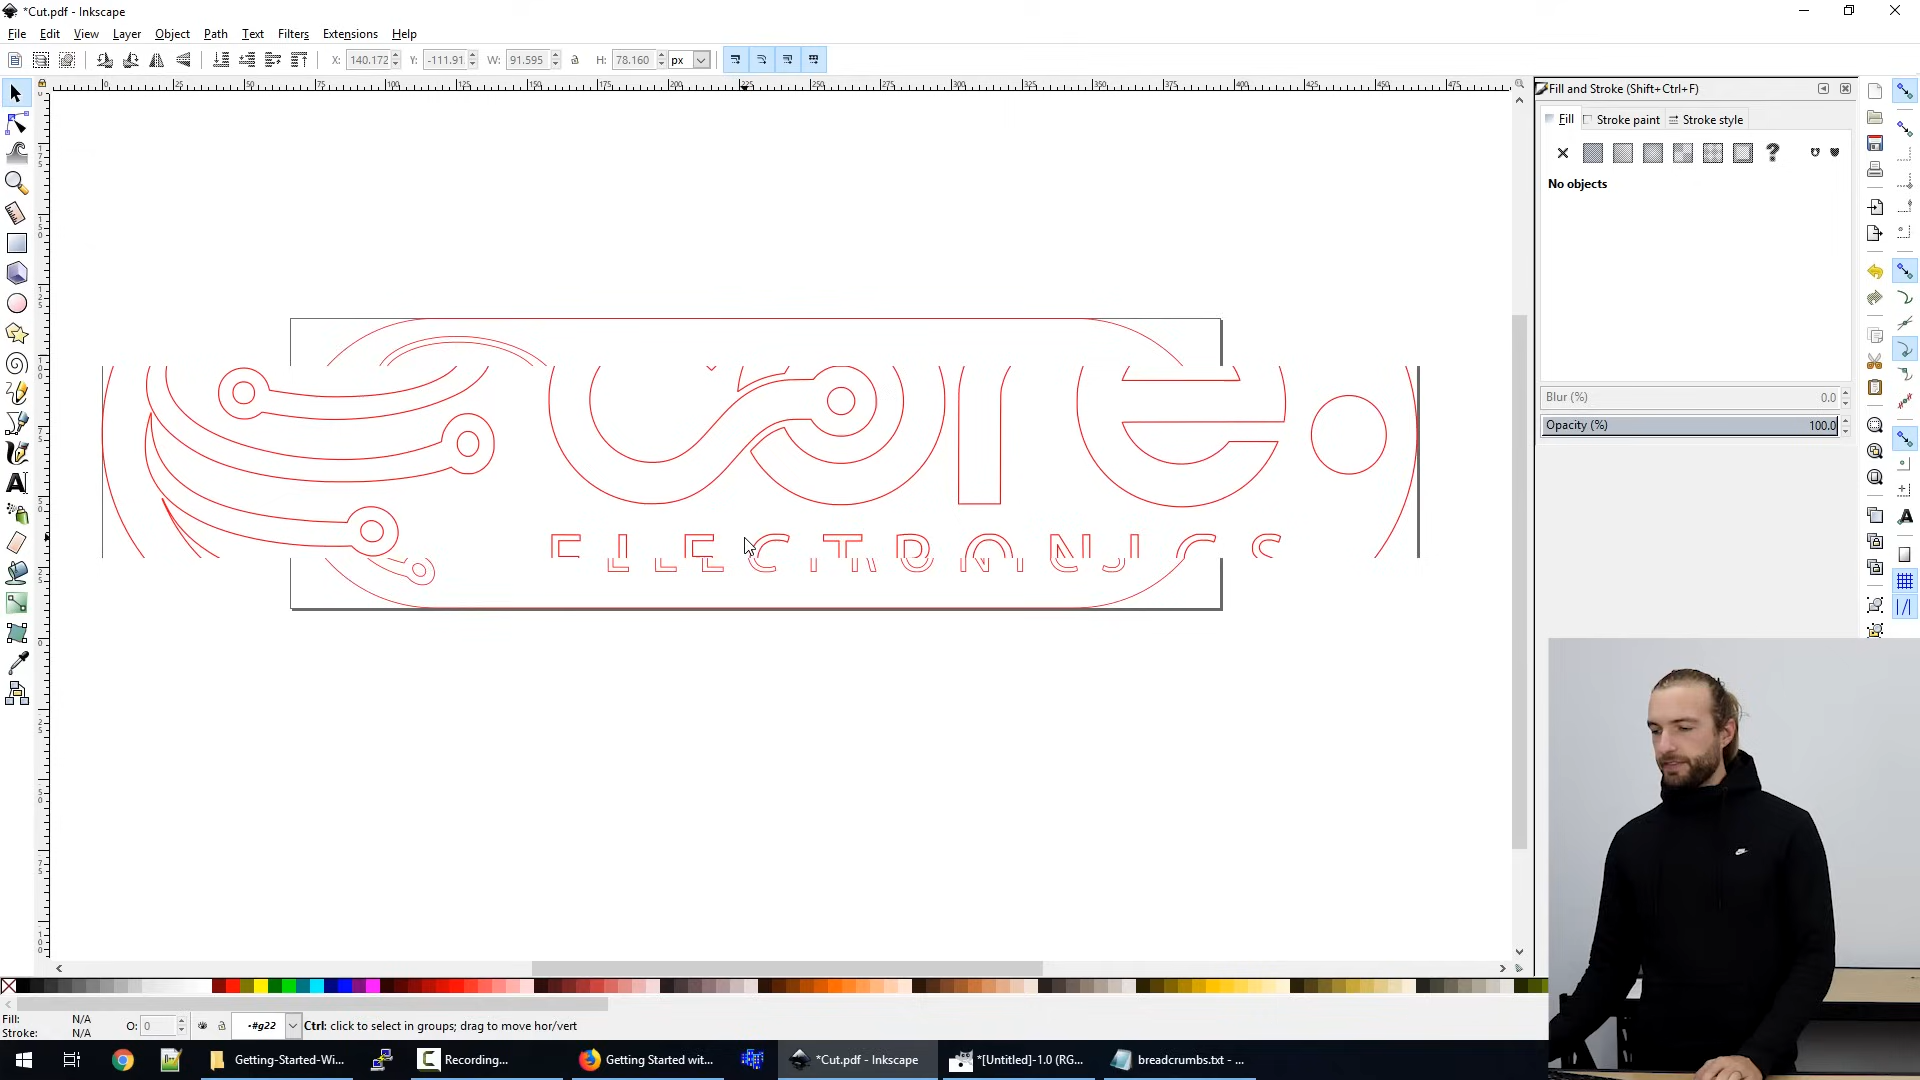 *Cut.pdf - Inkscape
File Edit View Layer Object Path Text Filters Extensions Help
X: 140.172 Y: -111.91 W: 91.595 H: 78.160 px
Fill and Stroke (Shift+Ctrl+F)
Fill Stroke paint Stroke style
No objects
Blur (%) 0.0
Opacity (%) 100.0
core
ELECTRONICS
Fill: N/A
Stroke: N/A
O: 0
#g22
Ctrl: click to select in groups; drag to move hor/vert
Getting-Started-Wi...
Recording...
Getting Started wit...
*Cut.pdf - Inkscape
*[Untitled]-1.0 (RG...
breadcrumbs.txt - ...